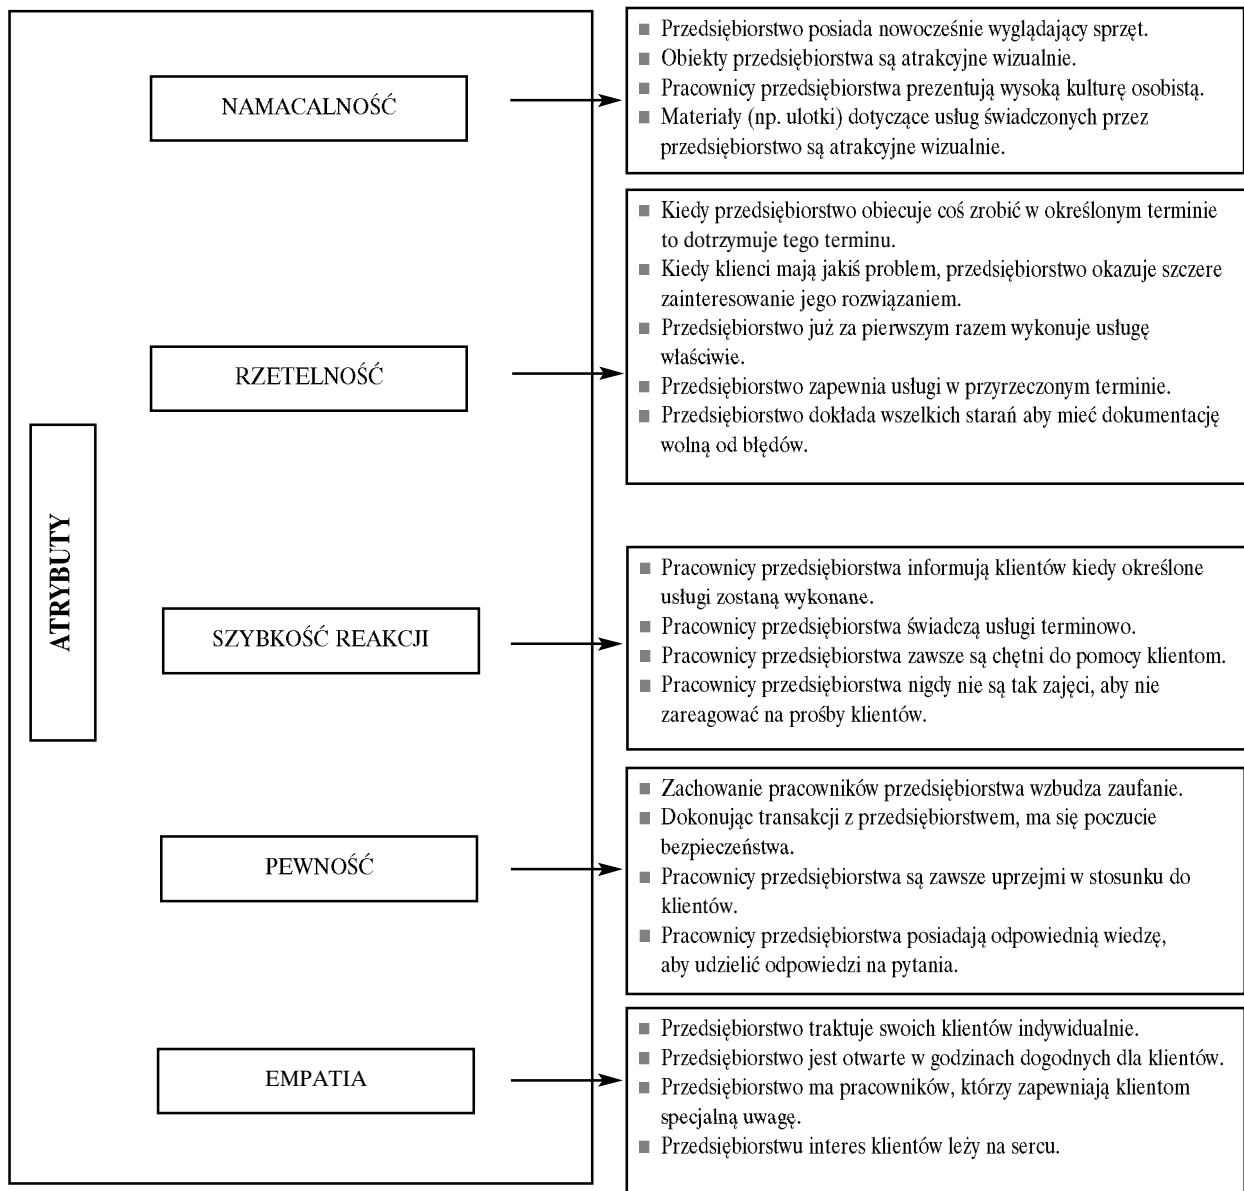 ATRYBUTY
NAMACALNOŚĆ
■ Przedsiębiorstwo posiada nowocześnie wyglądający sprzęt.
■ Obiekty przedsiębiorstwa są atrakcyjne wizualnie.
■ Pracownicy przedsiębiorstwa prezentują wysoką kulturę osobistą.
■ Materiały (np. ulotki) dotyczące usług świadczonych przez
przedsiębiorstwo są atrakcyjne wizualnie.
RZETELNOŚĆ
■ Kiedy przedsiębiorstwo obiecuje coś zrobić w określonym terminie
to dotrzymuje tego terminu.
■ Kiedy klienci mają jakiś problem, przedsiębiorstwo okazuje szczere
zainteresowanie jego rozwiązaniem.
■ Przedsiębiorstwo już za pierwszym razem wykonuje usługę
właściwie.
■ Przedsiębiorstwo zapewnia usługi w przyrzeczonym terminie.
■ Przedsiębiorstwo dokłada wszelkich starań aby mieć dokumentację
wolną od błędów.
SZYBKOŚĆ REAKCJI
■ Pracownicy przedsiębiorstwa informują klientów kiedy określone
usługi zostaną wykonane.
■ Pracownicy przedsiębiorstwa świadczą usługi terminowo.
■ Pracownicy przedsiębiorstwa zawsze są chętni do pomocy klientom.
■ Pracownicy przedsiębiorstwa nigdy nie są tak zajęci, aby nie
zareagować na prośby klientów.
PEWNOŚĆ
■ Zachowanie pracowników przedsiębiorstwa wzbudza zaufanie.
■ Dokonując transakcji z przedsiębiorstwem, ma się poczucie
bezpieczeństwa.
■ Pracownicy przedsiębiorstwa są zawsze uprzejmi w stosunku do
klientów.
■ Pracownicy przedsiębiorstwa posiadają odpowiednią wiedzę,
aby udzielić odpowiedzi na pytania.
EMPATIA
■ Przedsiębiorstwo traktuje swoich klientów indywidualnie.
■ Przedsiębiorstwo jest otwarte w godzinach dogodnych dla klientów.
■ Przedsiębiorstwo ma pracowników, którzy zapewniają klientom
specjalną uwagę.
■ Przedsiębiorstwu interes klientów leży na sercu.